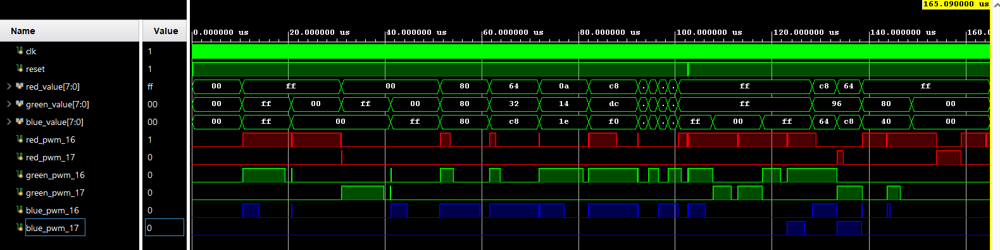 165.090000 us
Name Value
0.000000 us 20.000000 us 40.000000 us 60.000000 us 80.000000 us 100.000000 us 120.000000 us 140.000000 us 160.
clk 1
reset 1
red_value[7:0] ff 00 ff 00 80 64 0a c8 . . . . ff c8 64 ff
green_value[7:0] 00 00 ff 00 ff 00 80 32 14 dc . . . . ff 96 80 00
blue_value[7:0] 00 00 ff 00 ff 80 c8 1e f0 . . . . ff 00 ff 64 c8 40 00
red_pwm_16 1
red_pwm_17 0
green_pwm_16 0
green_pwm_17 0
blue_pwm_16 0
blue_pwm_17 0